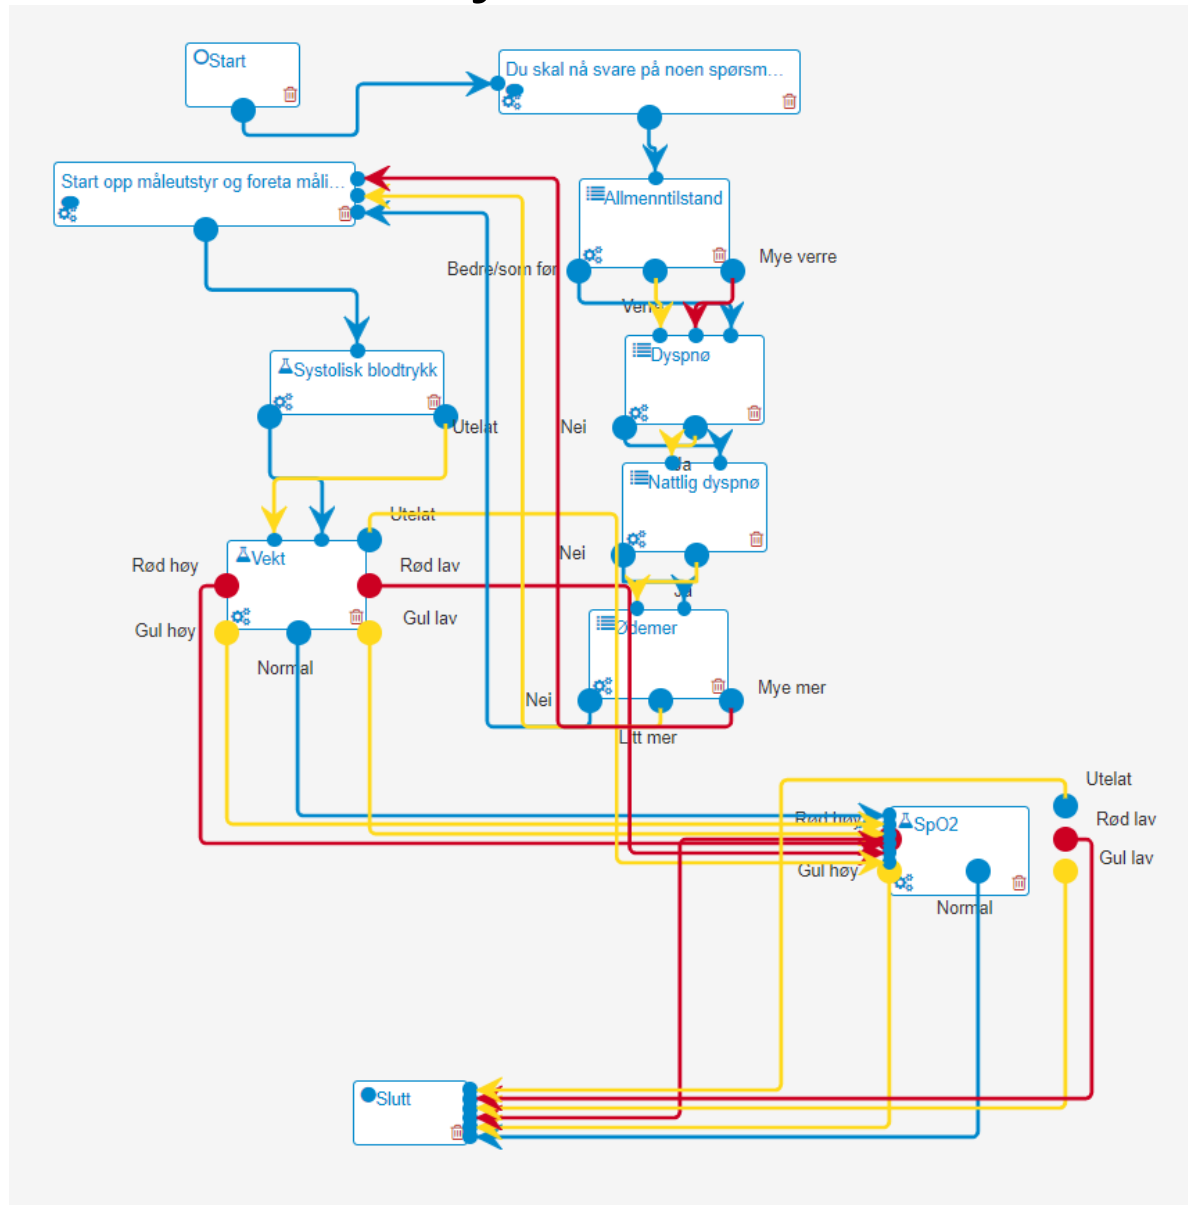 Start
Du skal nå svare på noen spørsm...
Start opp måleutstyr og foreta måli...
Allmenntilstand
Bedre/som før
Mye verre
Dyspnø
Systolisk blodtrykk
Utelat
Nei
Ja
Nattlig dyspnø
Utelat
Vekt
Rød høy
Rød lav
Nei
Ja
Gul høy
Gul lav
Ødemer
Normal
Nei
Mye mer
Litt mer
Utelat
Rød høy
SpO2
Rød lav
Gul høy
Gul lav
Normal
Slutt